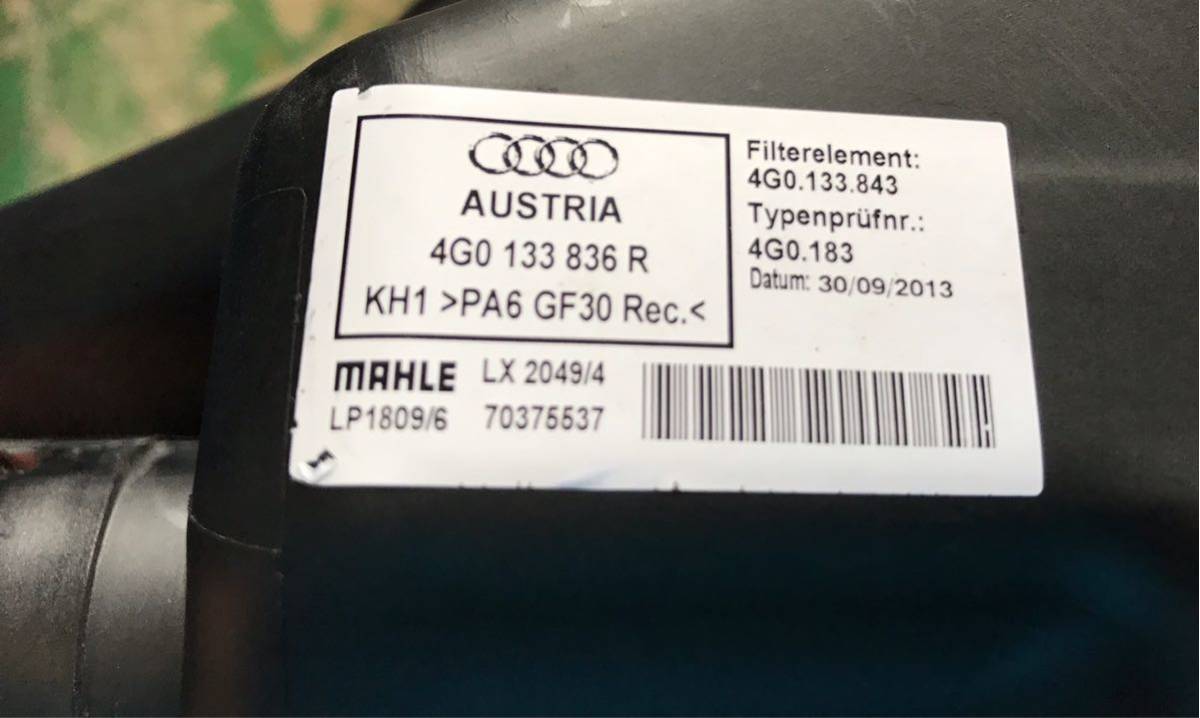 AUSTRIA
4G0 133 836 R
KH1 >PA6 GF30 Rec.<
Filterelement:
4G0.133.843
Typenprüfnr.:
4G0.183
Datum: 30/09/2013
MAHLE LX 2049/4
LP1809/6 70375537